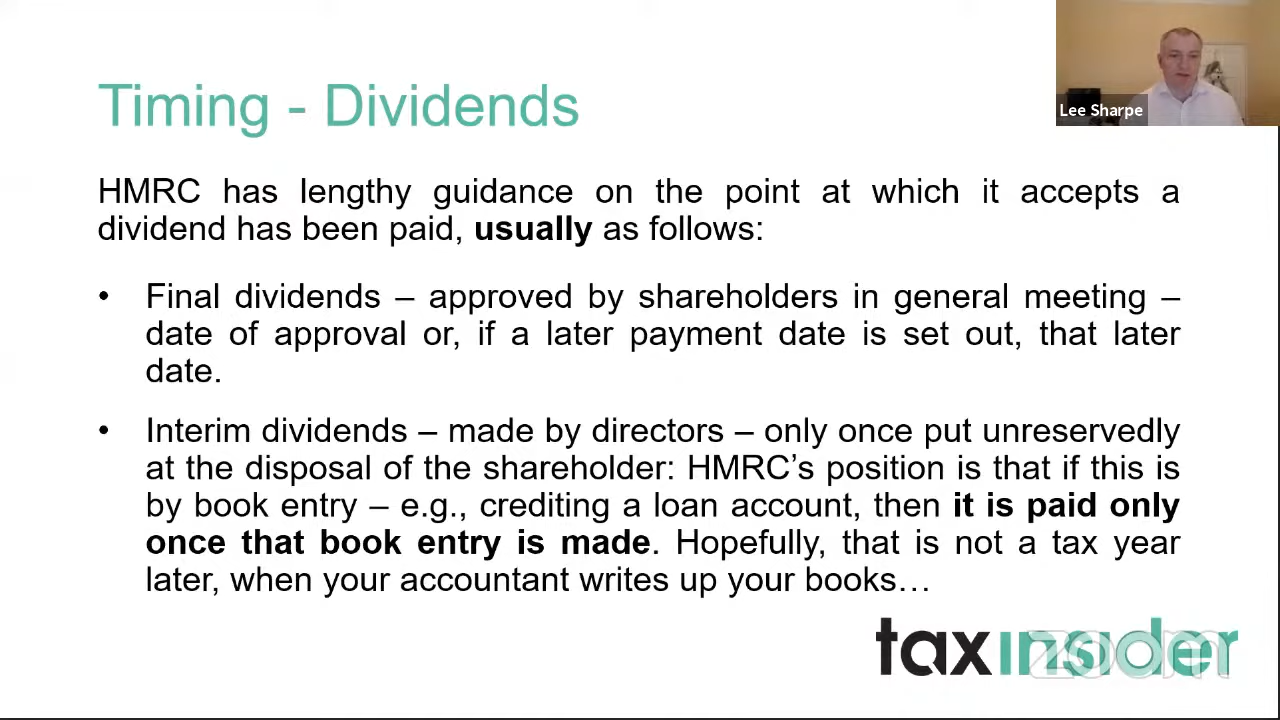 Timing - Dividends
Lee Sharpe
HMRC has lengthy guidance on the point at which it accepts a
dividend has been paid, usually as follows:
• Final dividends – approved by shareholders in general meeting –
date of approval or, if a later payment date is set out, that later
date.
• Interim dividends – made by directors – only once put unreservedly
at the disposal of the shareholder: HMRC’s position is that if this is
by book entry – e.g., crediting a loan account, then it is paid only
once that book entry is made. Hopefully, that is not a tax year
later, when your accountant writes up your books…
taxinsider
zoom